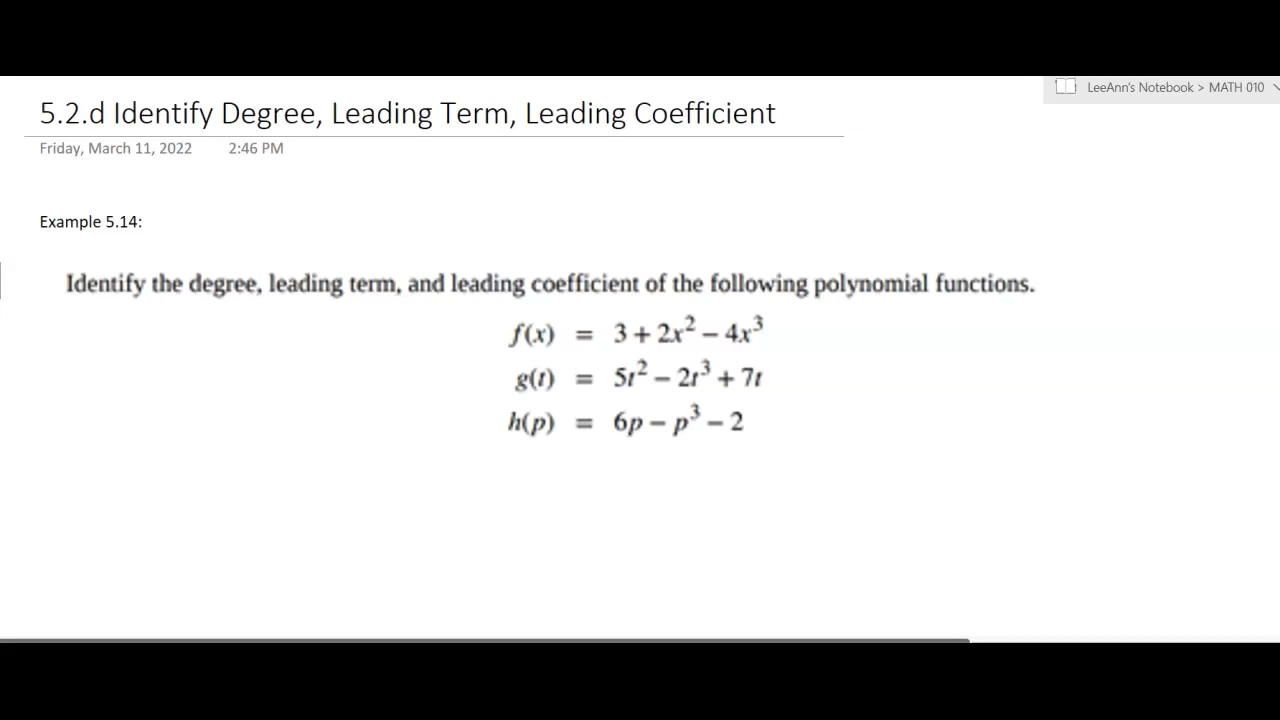 LeeAnn's Notebook > MATH 010
5.2.d Identify Degree, Leading Term, Leading Coefficient
Friday, March 11, 2022 2:46 PM
Example 5.14:
Identify the degree, leading term, and leading coefficient of the following polynomial functions.
f(x) = 3 + 2x² − 4x³
g(t) = 5t² − 2t³ + 7t
h(p) = 6p − p³ − 2